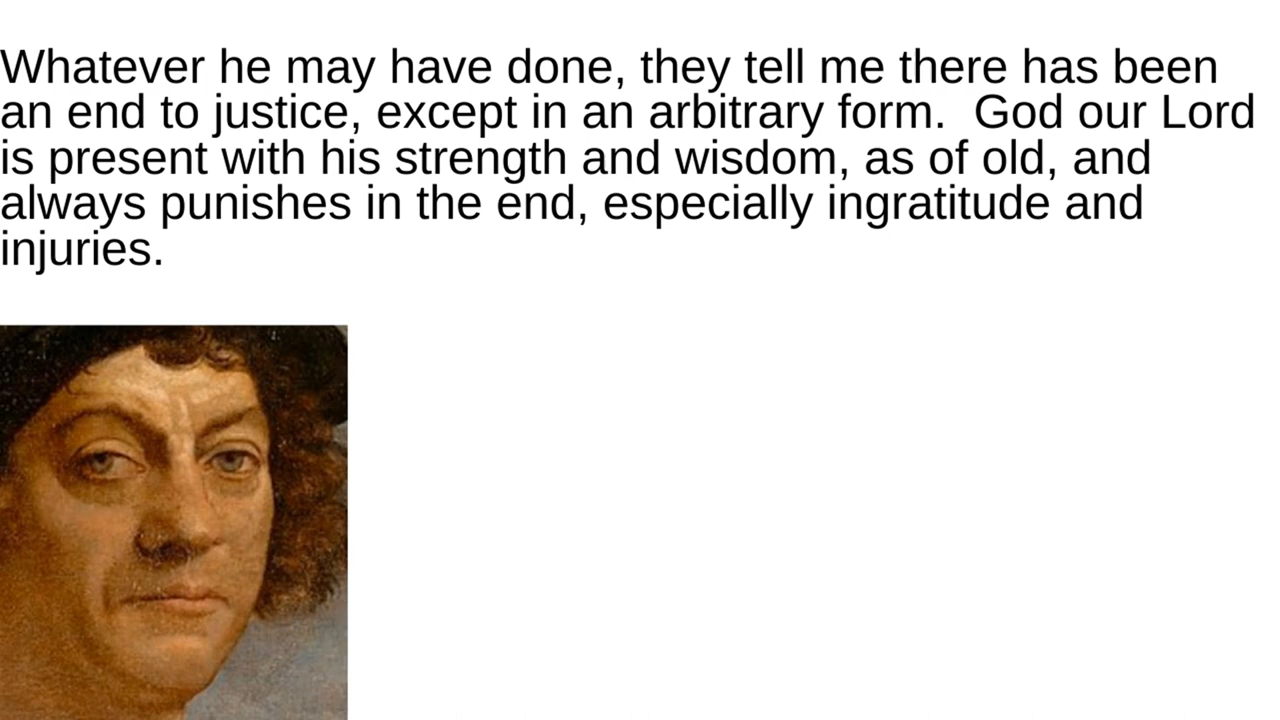 Whatever he may have done, they tell me there has been
an end to justice, except in an arbitrary form.  God our Lord
is present with his strength and wisdom, as of old, and
always punishes in the end, especially ingratitude and
injuries.